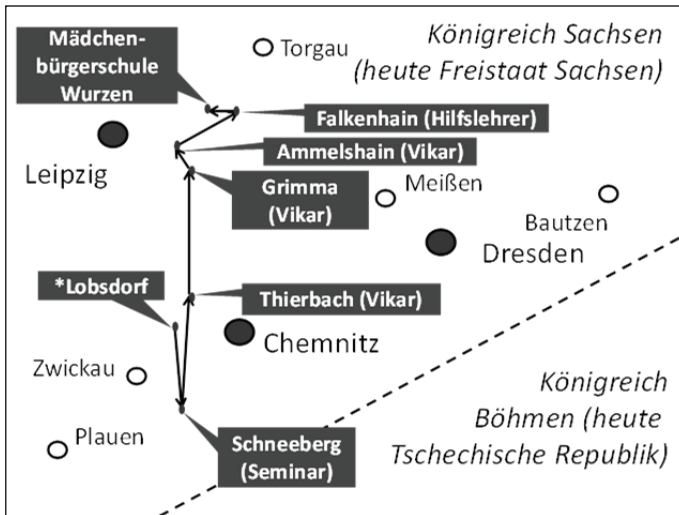 Mädchen-
bürgerschule
Wurzen
Torgau
Königreich Sachsen
(heute Freistaat Sachsen)
Falkenhain (Hilfslehrer)
Leipzig
Ammelshain (Vikar)
Grimma
(Vikar)
Meißen
Bautzen
Dresden
*Lobsdorf
Thierbach (Vikar)
Chemnitz
Zwickau
Königreich
Böhmen (heute
Tschechische Republik)
Plauen
Schneeberg
(Seminar)